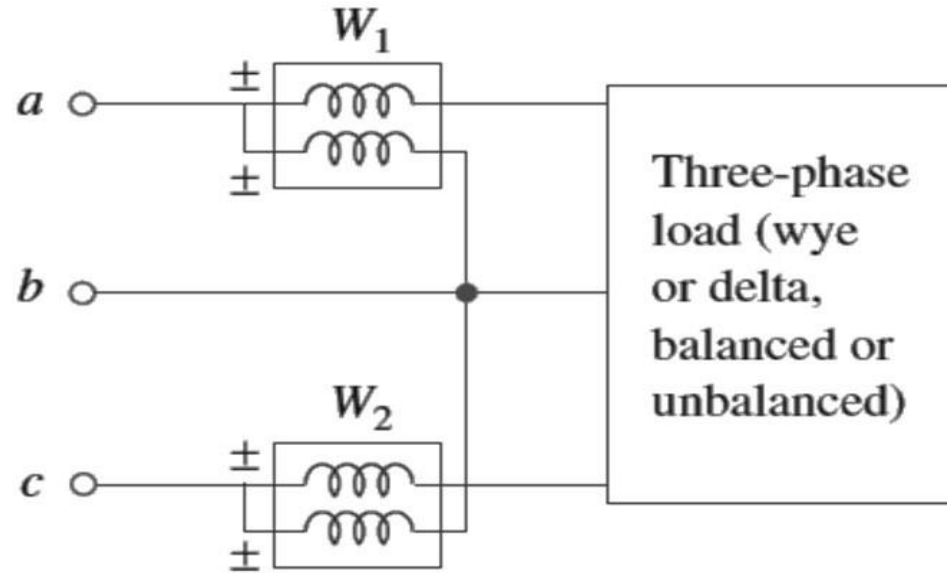 W₁
±
a
±
b
W₂
±
c
±
Three-phase
load (wye
or delta,
balanced or
unbalanced)